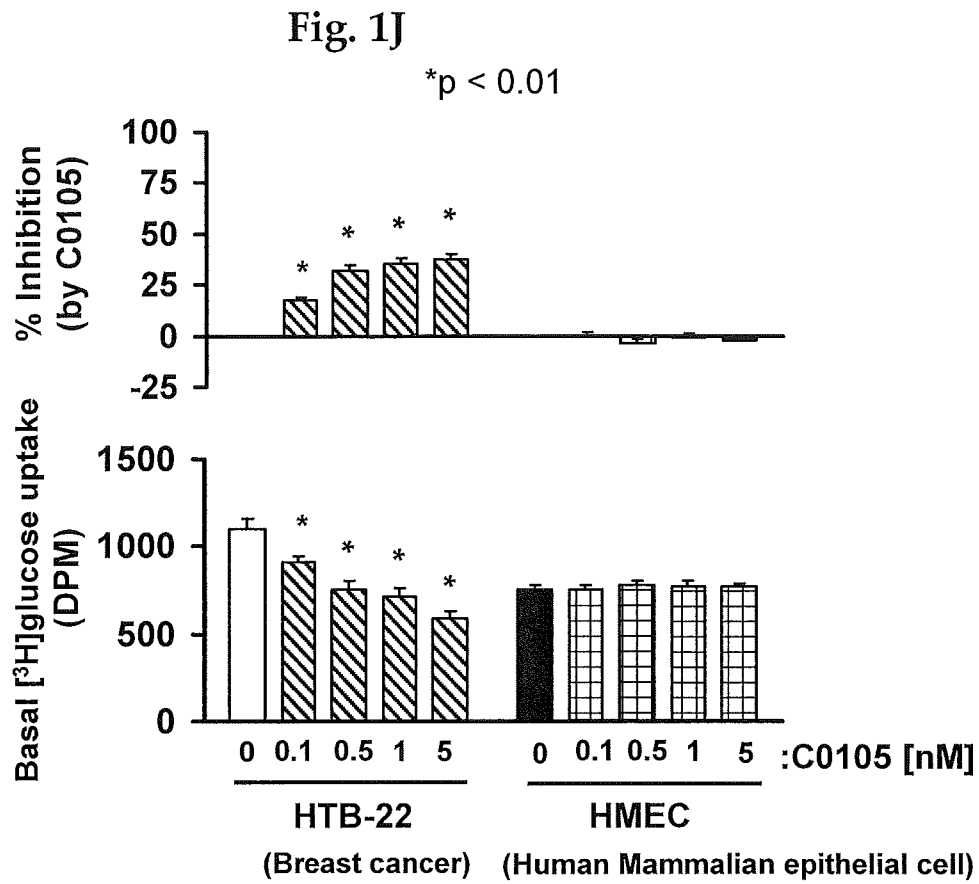 Fig. 1J
*p < 0.01
% Inhibition
(by C0105)
100
75
50
25
0
-25
* * * *
Basal [³H]glucose uptake
(DPM)
1500
1000
500
0
* * * *
0 0.1 0.5 1 5 0 0.1 0.5 1 5 :C0105 [nM]
HTB-22 HMEC
(Breast cancer) (Human Mammalian epithelial cell)